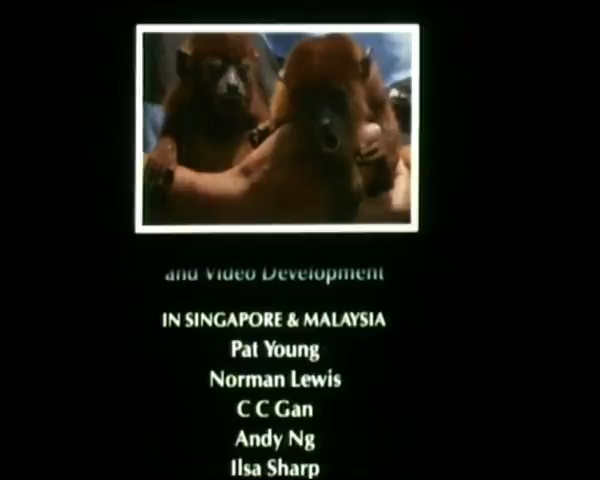 and Video Development
IN SINGAPORE & MALAYSIA
Pat Young
Norman Lewis
C C Gan
Andy Ng
Ilsa Sharp